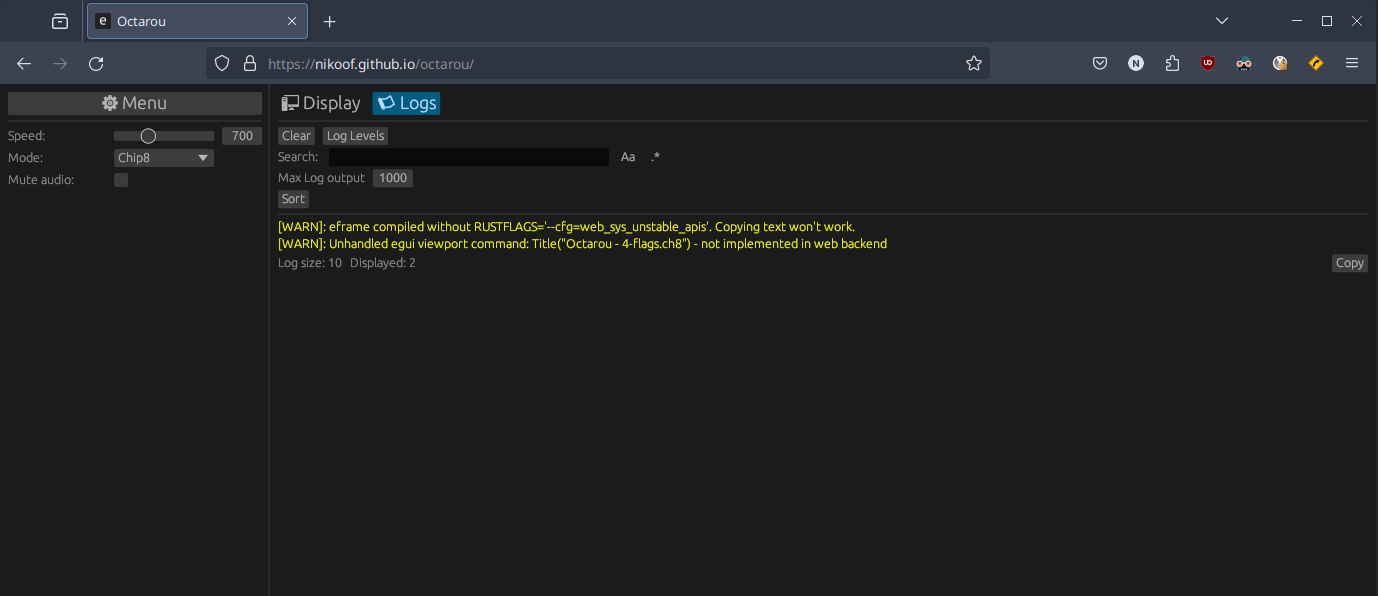 Octarou
https://nikoof.github.io/octarou/
Menu
Display
Logs
Speed:
700
Mode:
Chip8
Mute audio:
Clear
Log Levels
Search:
Aa
.*
Max Log output
1000
Sort
[WARN]: eframe compiled without RUSTFLAGS='--cfg=web_sys_unstable_apis'. Copying text won't work.
[WARN]: Unhandled egui viewport command: Title("Octarou - 4-flags.ch8") - not implemented in web backend
Log size: 10
Displayed: 2
Copy